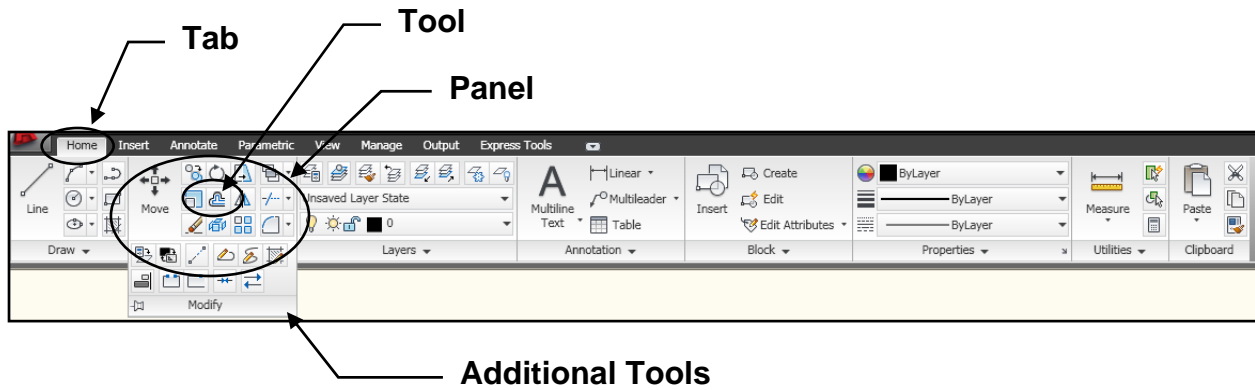 Tool
Tab
Panel
Home Insert Annotate Parametric View Manage Output Express Tools
Line
Move
Unsaved Layer State
0
Multiline Text
Linear
Multileader
Table
Insert
Create
Edit
Edit Attributes
ByLayer
ByLayer
ByLayer
Measure
Paste
Draw
Layers
Annotation
Block
Properties
Utilities
Clipboard
Modify
Additional Tools